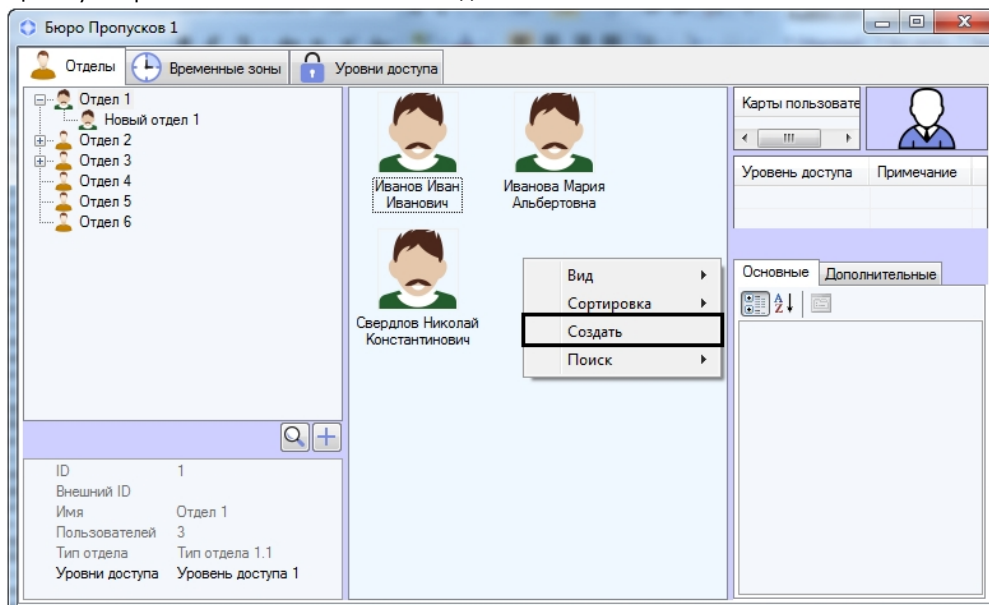 Бюро Пропусков 1
Отделы Временные зоны Уровни доступа
Отдел 1
Новый отдел 1
Отдел 2
Отдел 3
Отдел 4
Отдел 5
Отдел 6
ID 1
Внешний ID
Имя Отдел 1
Пользователей 3
Тип отдела Тип отдела 1.1
Уровни доступа Уровень доступа 1
Иванов Иван
Иванович
Иванова Мария
Альбертовна
Свердлов Николай
Константинович
Вид
Сортировка
Создать
Поиск
Карты пользовате
Уровень доступа Примечание
Основные Дополнительные